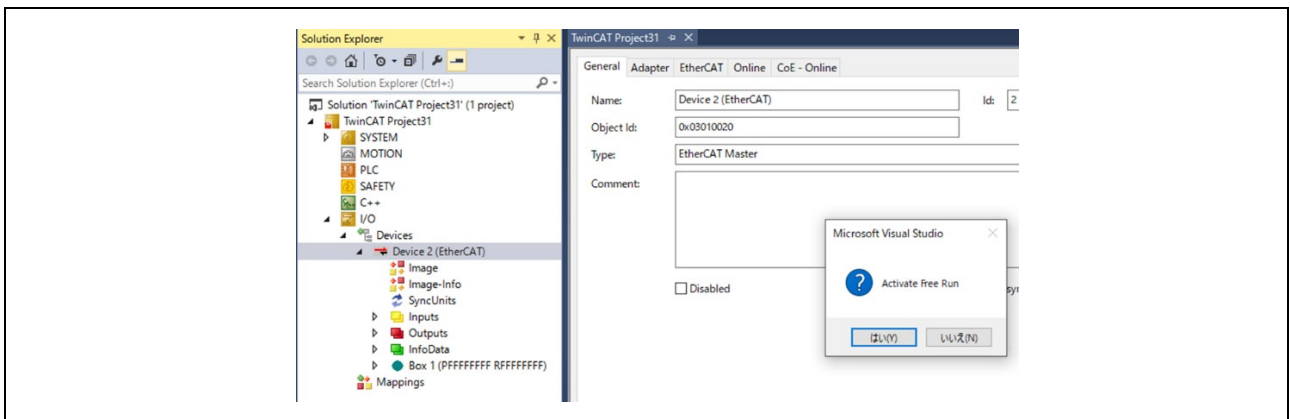 Solution Explorer
Search Solution Explorer (Ctrl+:)
Solution 'TwinCAT Project31' (1 project)
TwinCAT Project31
SYSTEM
MOTION
PLC
SAFETY
C++
I/O
Devices
Device 2 (EtherCAT)
Image
Image-Info
SyncUnits
Inputs
Outputs
InfoData
Box 1 (PFFFFFFFF RFFFFFFFF)
Mappings
TwinCAT Project31
General Adapter EtherCAT Online CoE - Online
Name: Device 2 (EtherCAT) Id: 2
Object Id: 0x03010020
Type: EtherCAT Master
Comment:
Disabled
Microsoft Visual Studio
Activate Free Run
はい(Y) いいえ(N)